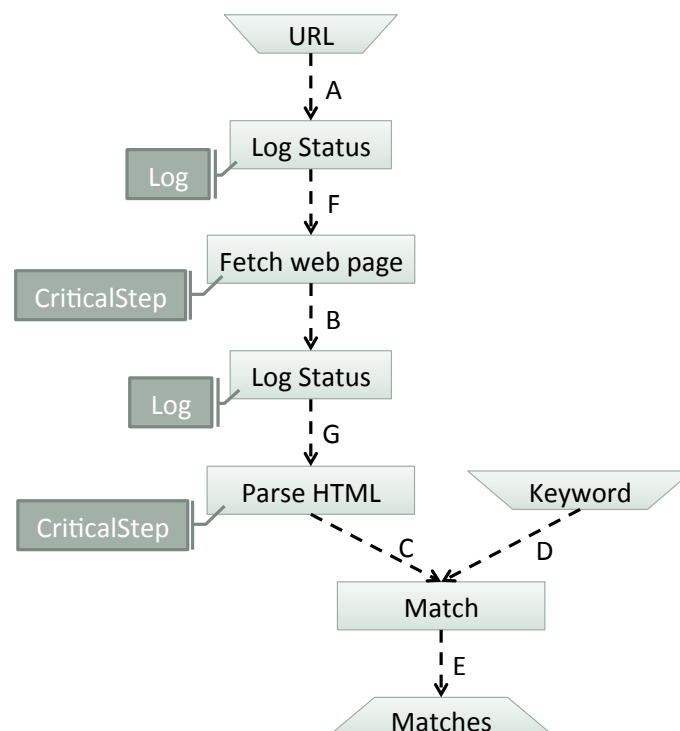 URL
A
Log Status
Log
F
Fetch web page
CriticalStep
B
Log Status
Log
G
Parse HTML
Keyword
CriticalStep
C
D
Match
E
Matches